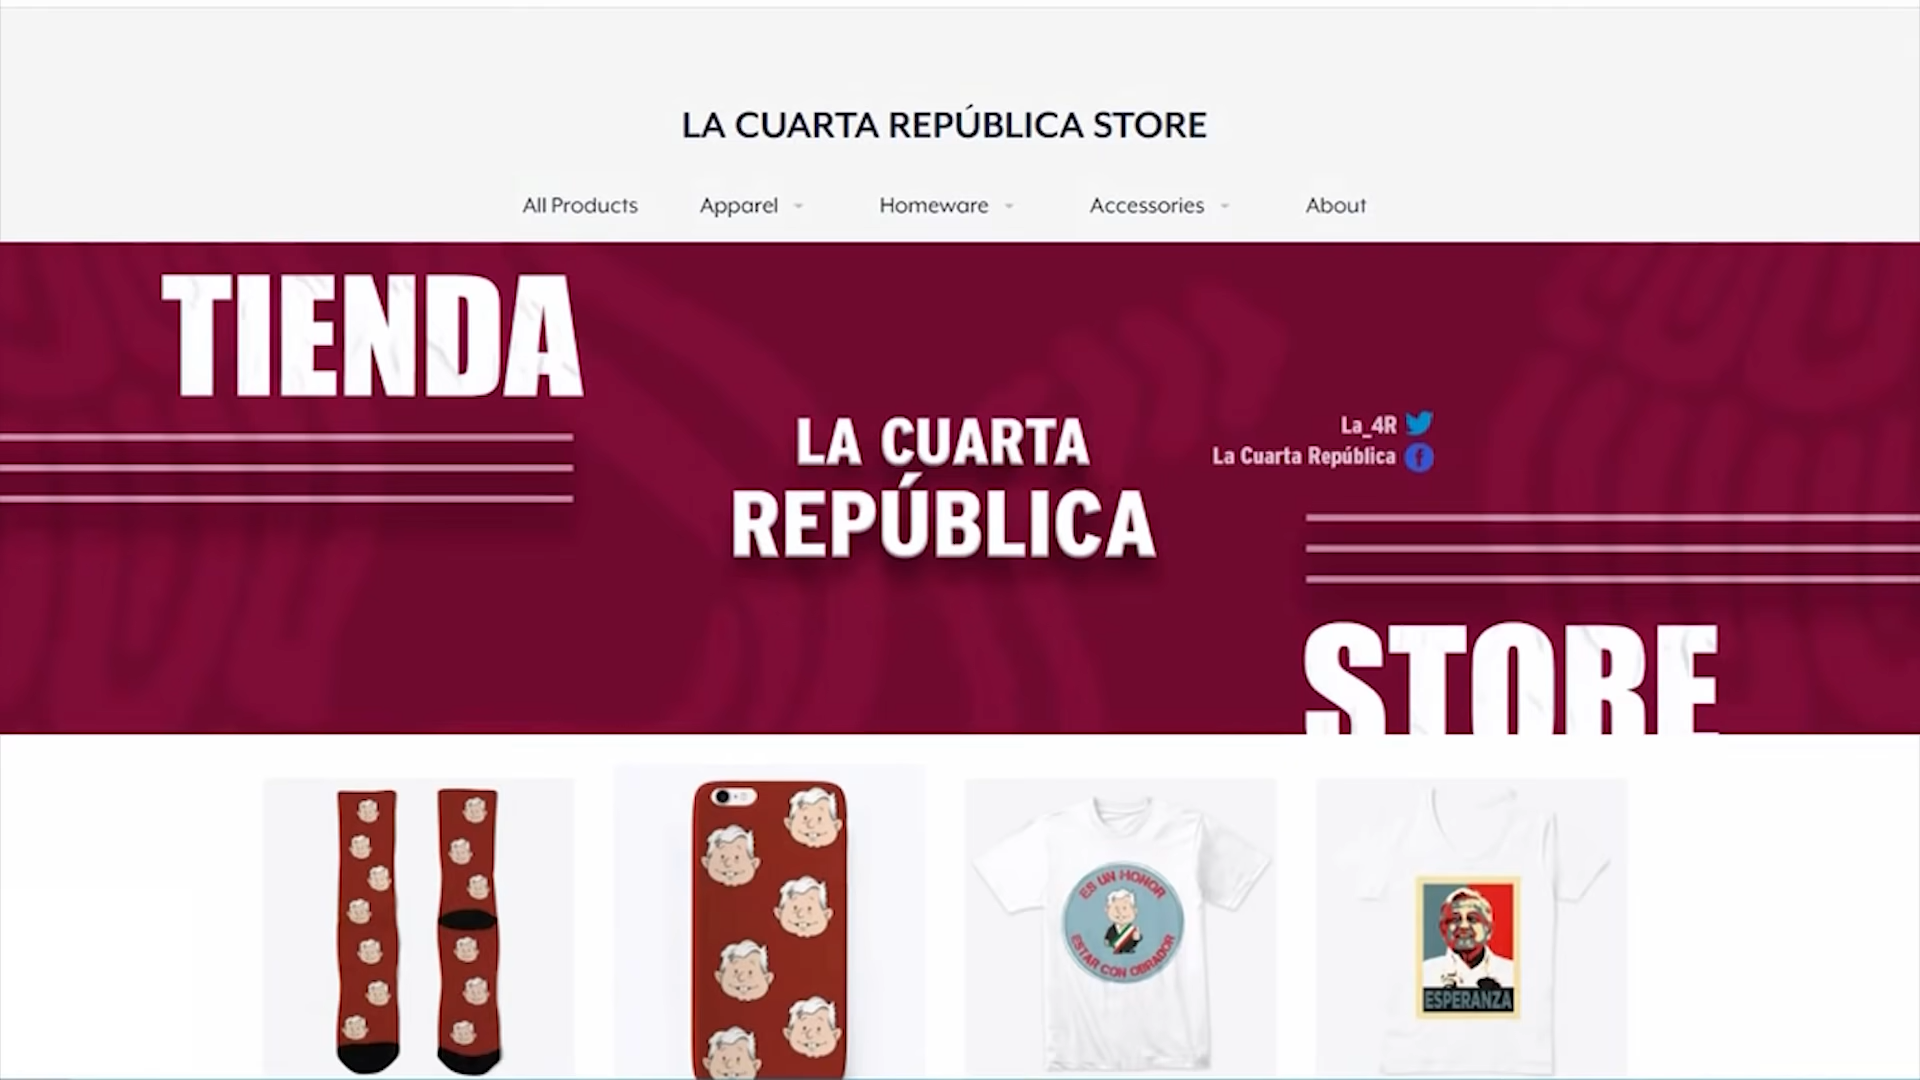 LA CUARTA REPÚBLICA STORE
All Products Apparel Homeware Accessories About
TIENDA
LA CUARTA
REPÚBLICA
La_4R
La Cuarta República
STORE
ES UN HONOR
ESTAR CON OBRADOR
ESPERANZA